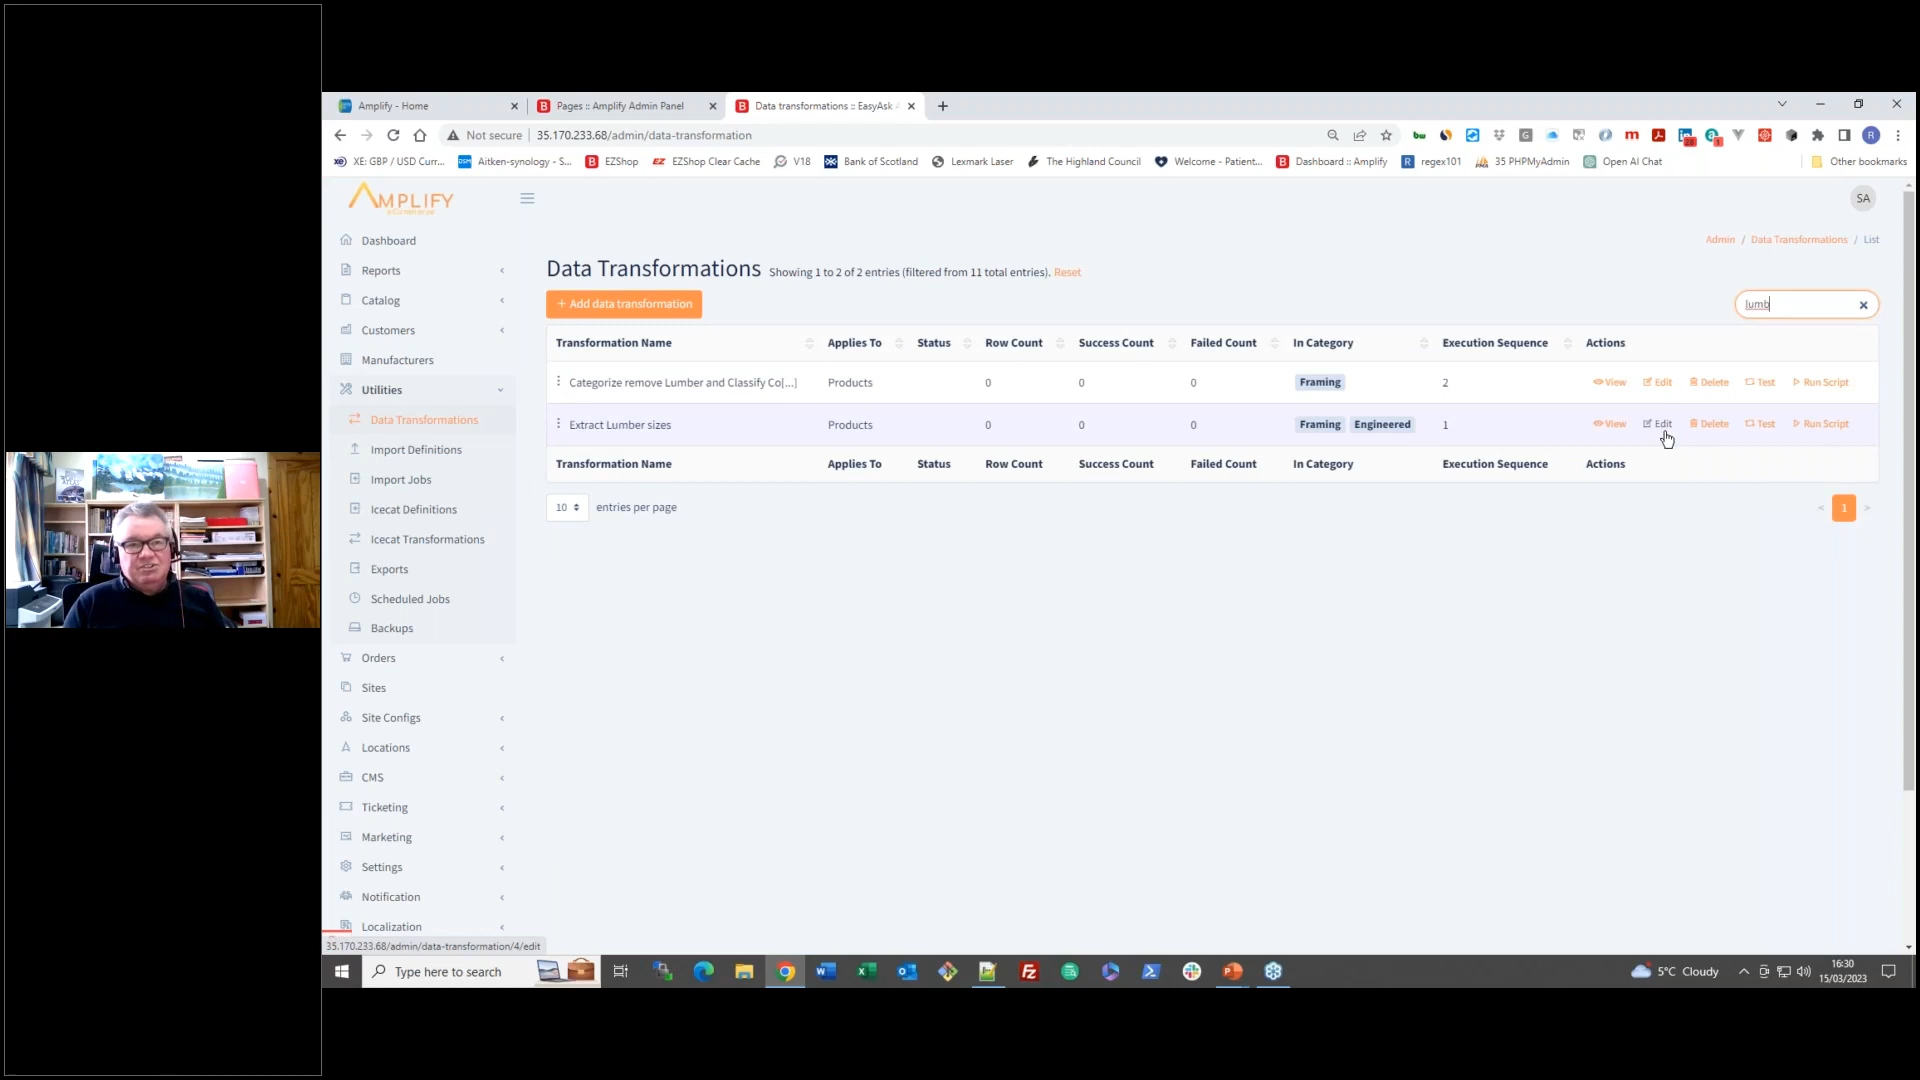 Amplify - Home
Pages :: Amplify Admin Panel
Data transformations :: EasyAsk A
Not secure
35.170.233.68/admin/data-transformation
XE: GBP / USD Curr...
Aitken-synology - S...
EZShop
EZShop Clear Cache
V18
Bank of Scotland
Lexmark Laser
The Highland Council
Welcome - Patient...
Dashboard :: Amplify
regex101
35 PHPMyAdmin
Open AI Chat
Other bookmarks
AMPLIFY
SA
Admin / Data Transformations / List
Dashboard
Reports
Catalog
Customers
Manufacturers
Utilities
Data Transformations
Import Definitions
Import Jobs
Icecat Definitions
Icecat Transformations
Exports
Scheduled Jobs
Backups
Orders
Sites
Site Configs
Locations
CMS
Ticketing
Marketing
Settings
Notification
Localization
Data Transformations Showing 1 to 2 of 2 entries (filtered from 11 total entries). Reset
+ Add data transformation
lumb
Transformation Name Applies To Status Row Count Success Count Failed Count In Category Execution Sequence Actions
Categorize remove Lumber and Classify Co[...] Products 0 0 0 Framing 2 View Edit Delete Test Run Script
Extract Lumber sizes Products 0 0 0 Framing Engineered 1 View Edit Delete Test Run Script
Transformation Name Applies To Status Row Count Success Count Failed Count In Category Execution Sequence Actions
10 entries per page
< 1 >
35.170.233.68/admin/data-transformation/4/edit
Type here to search
5°C Cloudy
16:30
15/03/2023